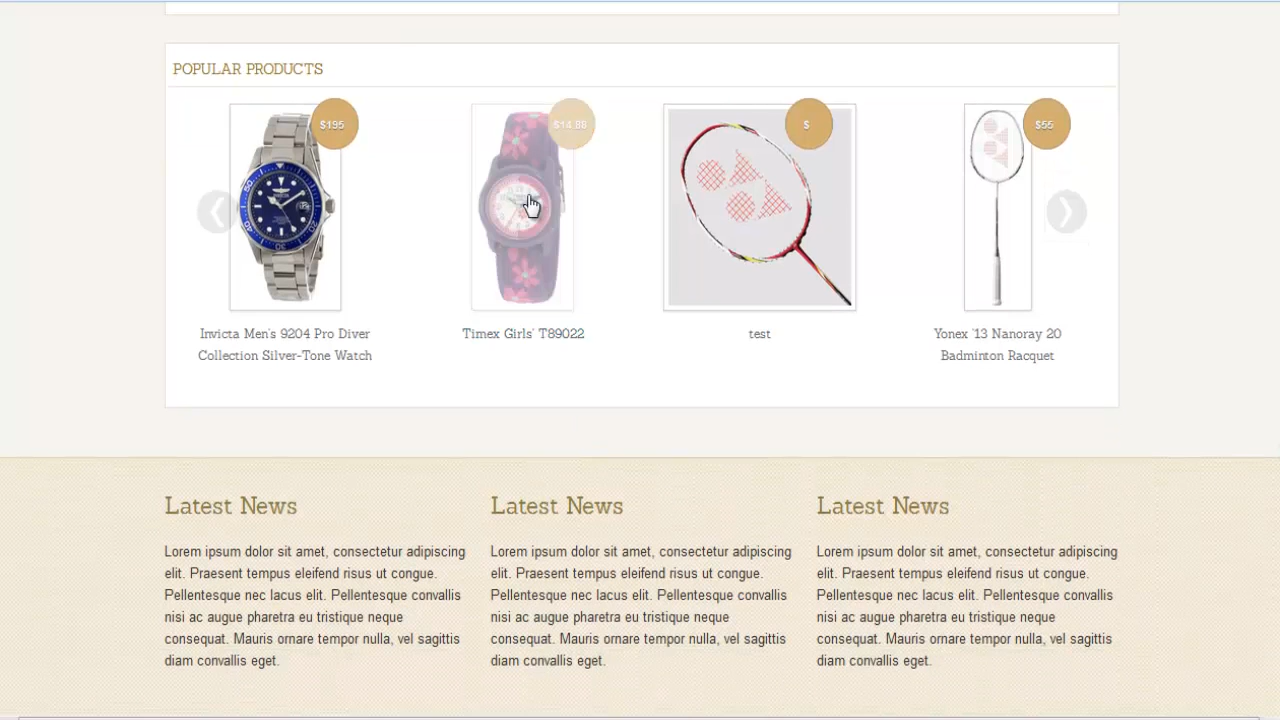 POPULAR PRODUCTS
$195
$14.88
$
$55
Invicta Men's 9204 Pro Diver
Collection Silver-Tone Watch
Timex Girls' T89022
test
Yonex '13 Nanoray 20
Badminton Racquet
Latest News
Lorem ipsum dolor sit amet, consectetur adipiscing
elit. Praesent tempus eleifend risus ut congue.
Pellentesque nec lacus elit. Pellentesque convallis
nisi ac augue pharetra eu tristique neque
consequat. Mauris ornare tempor nulla, vel sagittis
diam convallis eget.
Latest News
Lorem ipsum dolor sit amet, consectetur adipiscing
elit. Praesent tempus eleifend risus ut congue.
Pellentesque nec lacus elit. Pellentesque convallis
nisi ac augue pharetra eu tristique neque
consequat. Mauris ornare tempor nulla, vel sagittis
diam convallis eget.
Latest News
Lorem ipsum dolor sit amet, consectetur adipiscing
elit. Praesent tempus eleifend risus ut congue.
Pellentesque nec lacus elit. Pellentesque convallis
nisi ac augue pharetra eu tristique neque
consequat. Mauris ornare tempor nulla, vel sagittis
diam convallis eget.